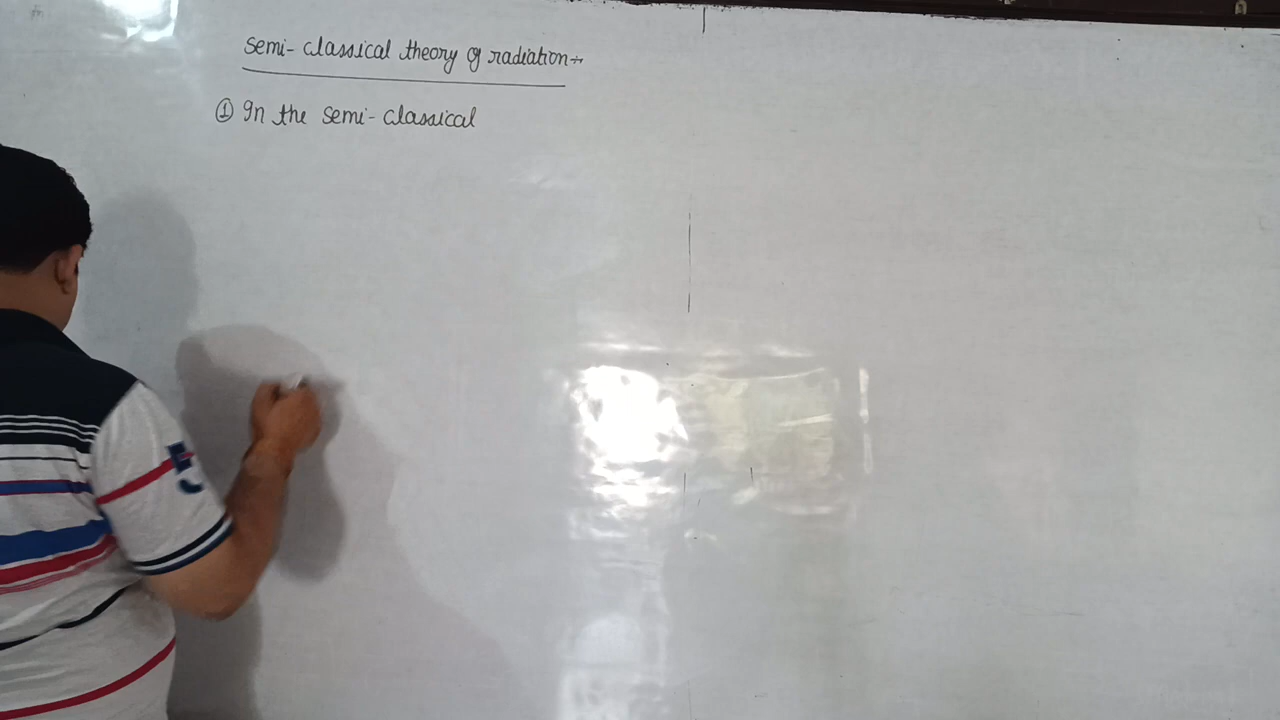 Semi-classical theory of radiation:-
① In the semi-classical